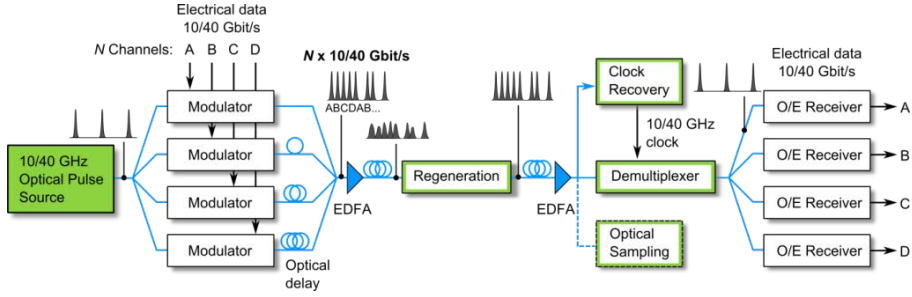 Electrical data
10/40 Gbit/s
N Channels: A B C D
N x 10/40 Gbit/s
ABCDAB...
10/40 GHz
Optical Pulse
Source
Modulator
Modulator
Modulator
Modulator
Optical
delay
EDFA
Regeneration
EDFA
Clock
Recovery
10/40 GHz
clock
Demultiplexer
Optical
Sampling
Electrical data
10/40 Gbit/s
O/E Receiver
A
O/E Receiver
B
O/E Receiver
C
O/E Receiver
D